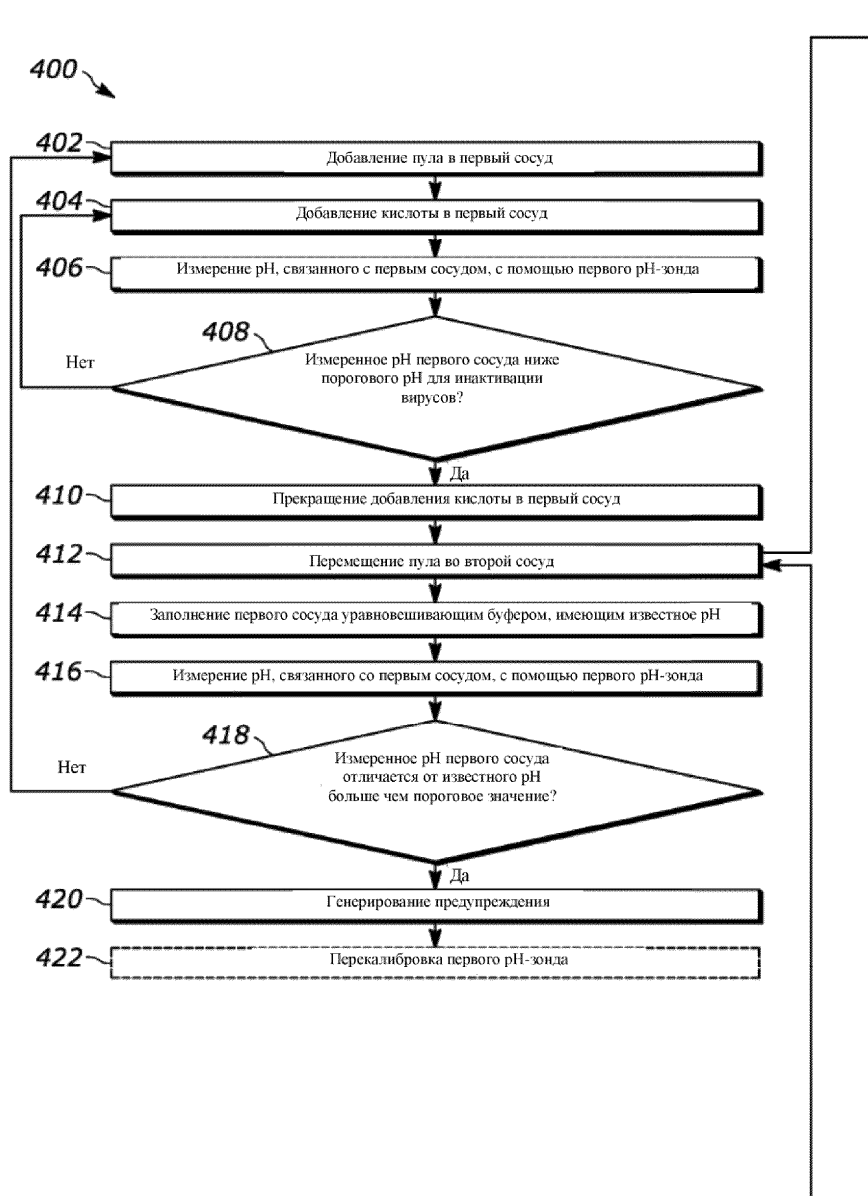 400
402
Добавление пула в первый сосуд
404
Добавление кислоты в первый сосуд
406
Измерение pH, связанного с первым сосудом, с помощью первого pH-зонда
408
Нет
Измеренное pH первого сосуда ниже
порогового pH для инактивации
вирусов?
Да
410
Прекращение добавления кислоты в первый сосуд
412
Перемещение пула во второй сосуд
414
Заполнение первого сосуда уравновешивающим буфером, имеющим известное pH
416
Измерение pH, связанного со первым сосудом, с помощью первого pH-зонда
418
Нет
Измеренное pH первого сосуда
отличается от известного pH
больше чем пороговое значение?
Да
420
Генерирование предупреждения
422
Перекалибровка первого pH-зонда